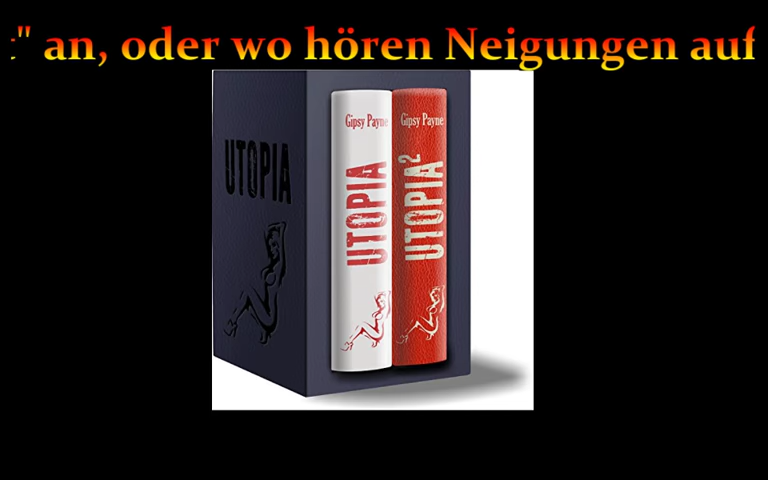 " an, oder wo hören Neigungen auf
UTOPIA
Gipsy Payne
UTOPIA
Gipsy Payne
UTOPIA²